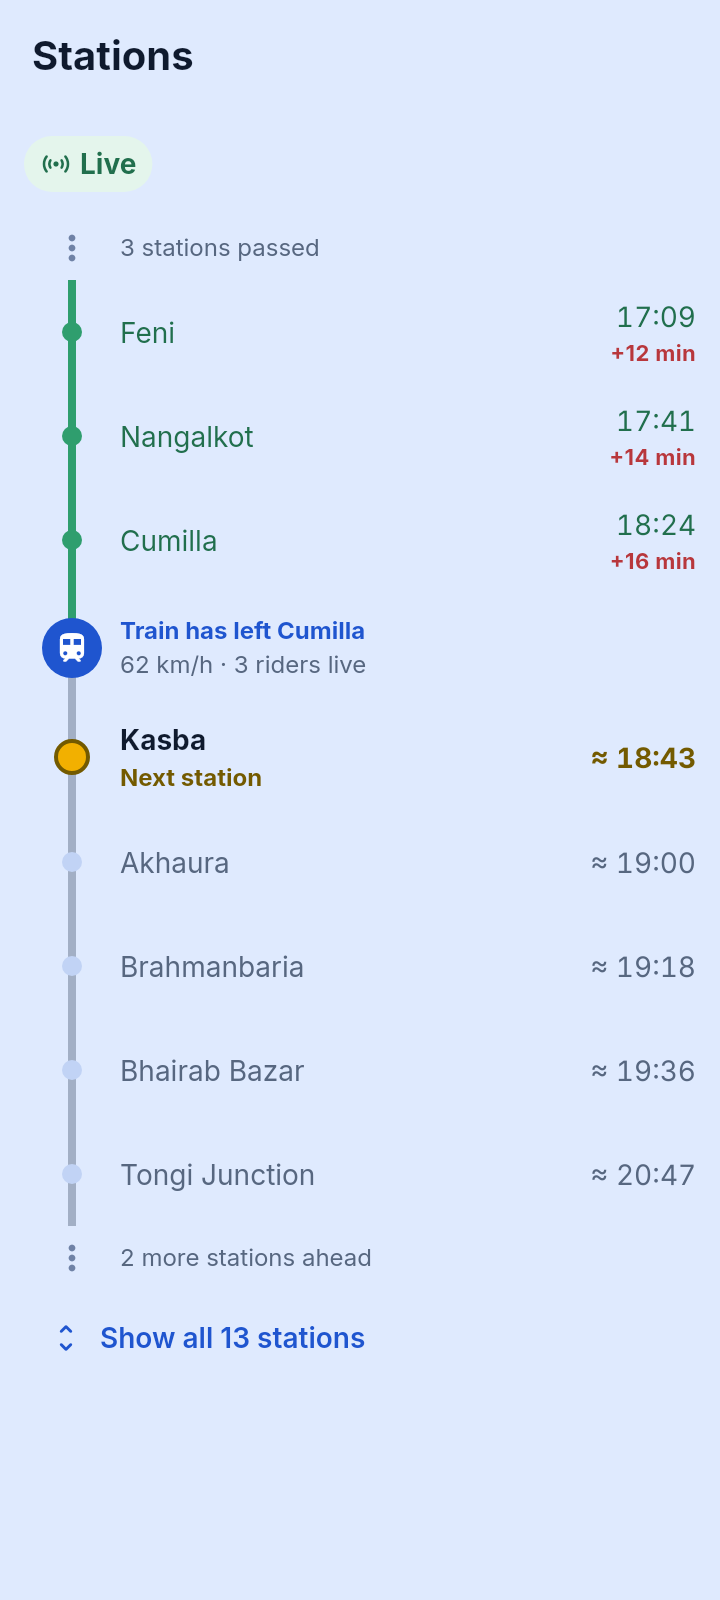 Stations
Live
3 stations passed
Feni
17:09
+12 min
Nangalkot
17:41
+14 min
Cumilla
18:24
+16 min
Train has left Cumilla
62 km/h · 3 riders live
Kasba
Next station
≈ 18:43
Akhaura
≈ 19:00
Brahmanbaria
≈ 19:18
Bhairab Bazar
≈ 19:36
Tongi Junction
≈ 20:47
2 more stations ahead
Show all 13 stations